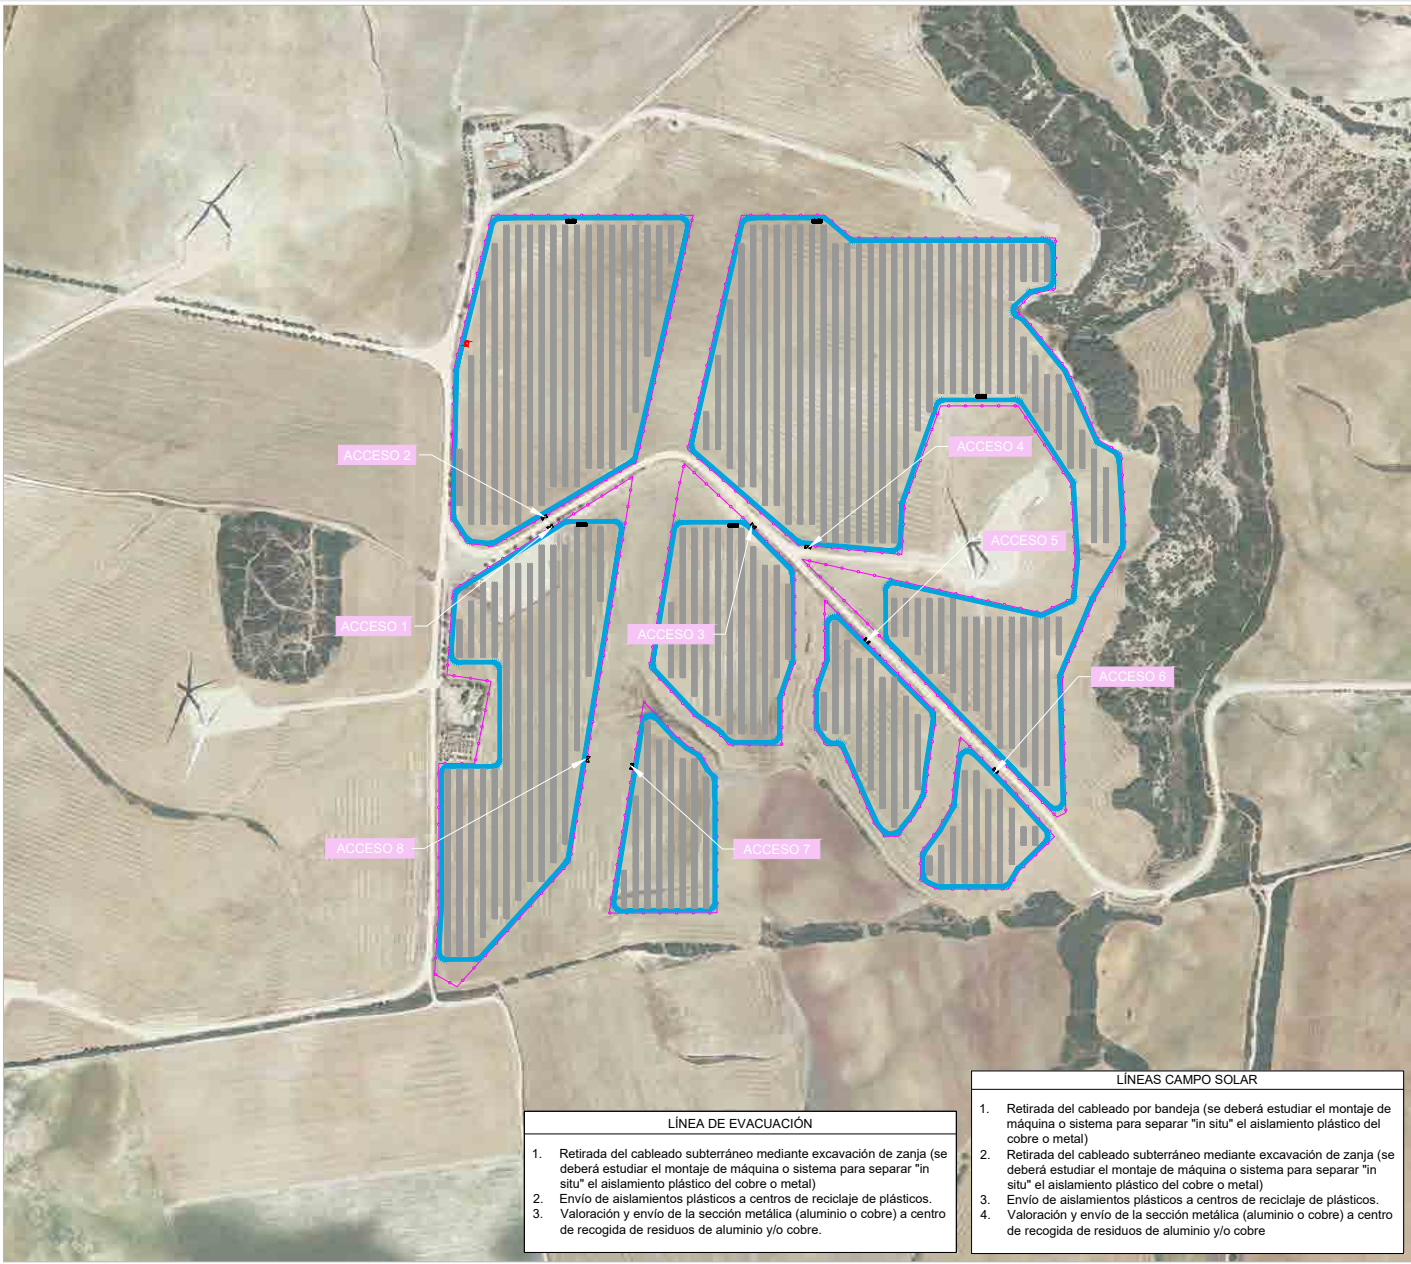 ACCESO 2
ACCESO 4
ACCESO 5
ACCESO 1
ACCESO 3
ACCESO 6
ACCESO 8
ACCESO 7
LÍNEA DE EVACUACIÓN
1. Retirada del cableado subterráneo mediante excavación de zanja (se
deberá estudiar el montaje de máquina o sistema para separar "in
situ" el aislamiento plástico del cobre o metal)
2. Envío de aislamientos plásticos a centros de reciclaje de plásticos.
3. Valoración y envío de la sección metálica (aluminio o cobre) a centro
de recogida de residuos de aluminio y/o cobre.
LÍNEAS CAMPO SOLAR
1. Retirada del cableado por bandeja (se deberá estudiar el montaje de
máquina o sistema para separar "in situ" el aislamiento plástico del
cobre o metal)
2. Retirada del cableado subterráneo mediante excavación de zanja (se
deberá estudiar el montaje de máquina o sistema para separar "in
situ" el aislamiento plástico del cobre o metal)
3. Envío de aislamientos plásticos a centros de reciclaje de plásticos.
4. Valoración y envío de la sección metálica (aluminio o cobre) a centro
de recogida de residuos de aluminio y/o cobre